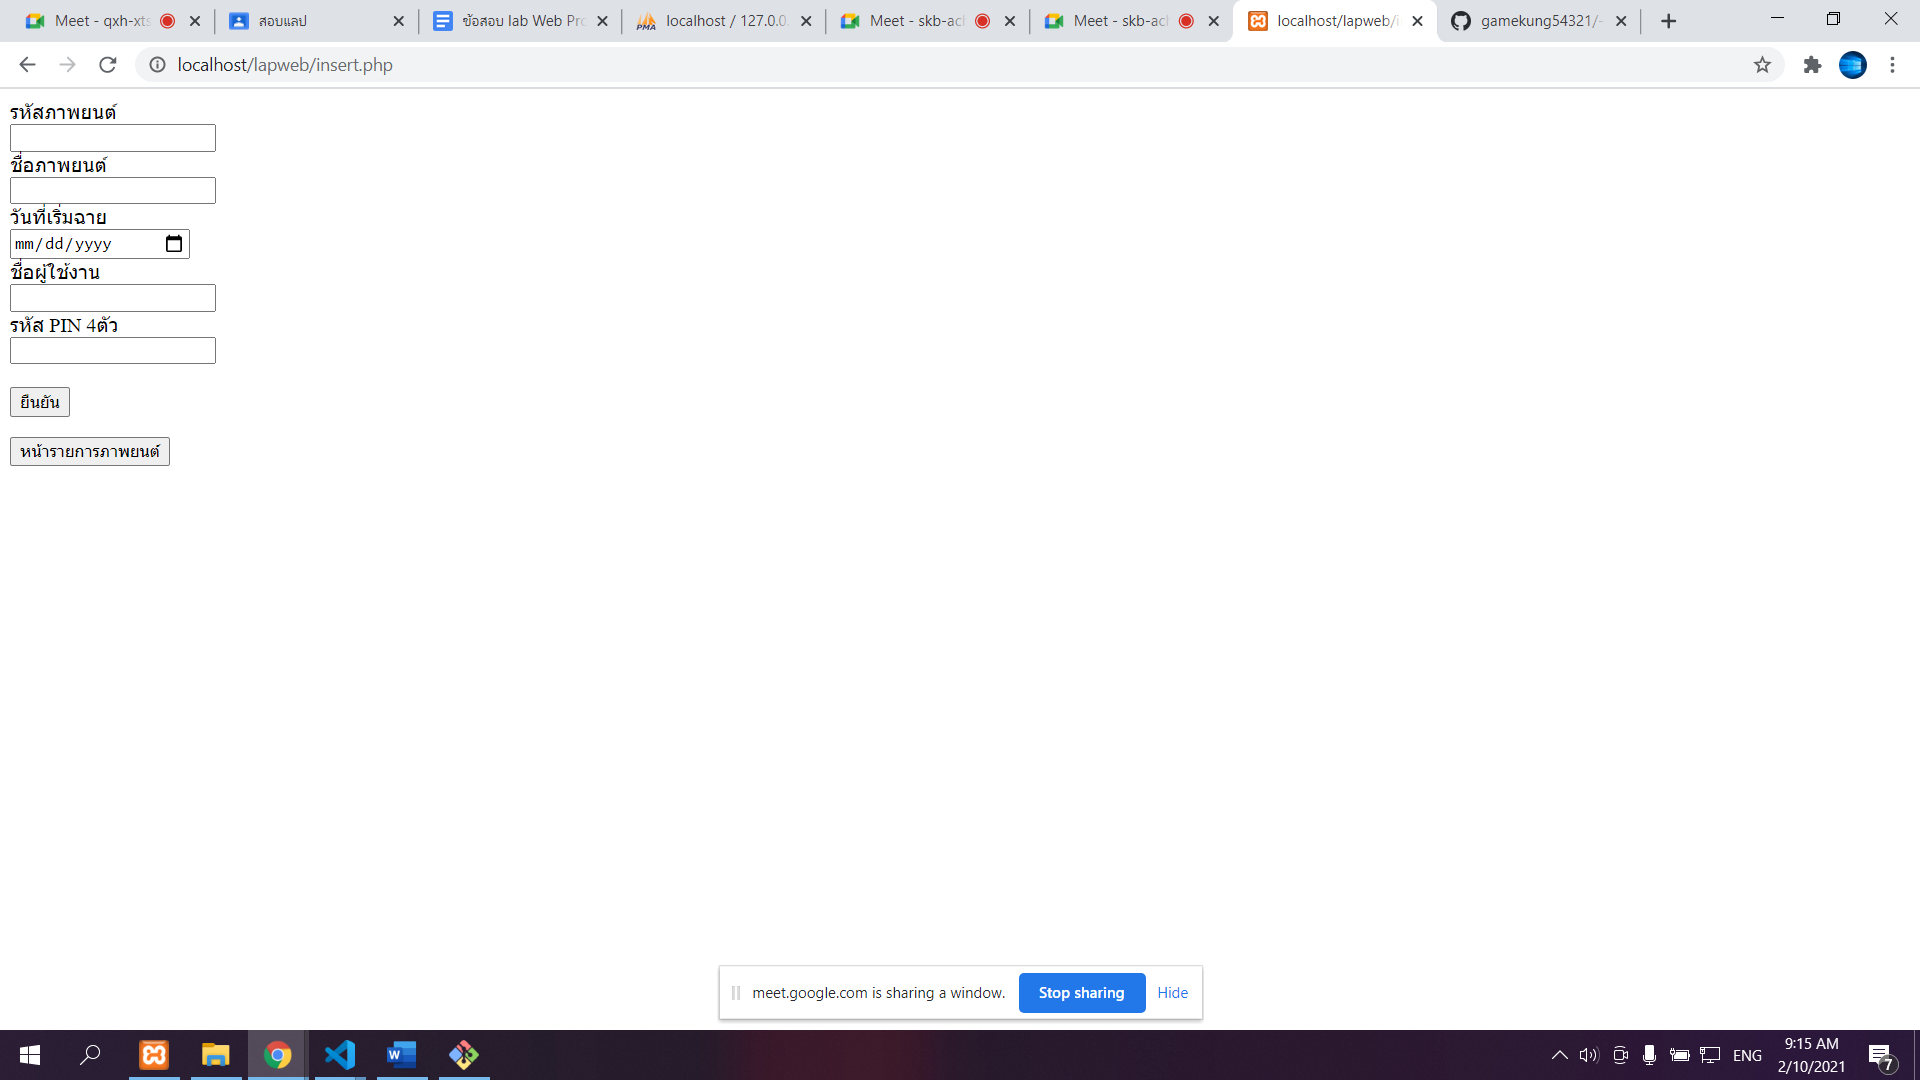 Meet - qxh-xts
สอบแลป
ข้อสอบ lab Web Pro
localhost / 127.0.0.
Meet - skb-ach
Meet - skb-ach
localhost/lapweb/i
gamekung54321/-
localhost/lapweb/insert.php
รหัสภาพยนต์
ชื่อภาพยนต์
วันที่เริ่มฉาย
mm/dd/yyyy
ชื่อผู้ใช้งาน
รหัส PIN 4ตัว
ยืนยัน
หน้ารายการภาพยนต์
meet.google.com is sharing a window.
Stop sharing
Hide
ENG
9:15 AM
2/10/2021
7